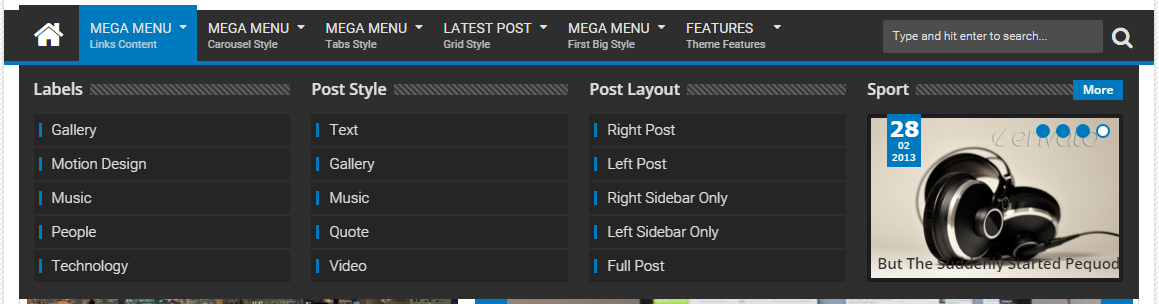 MEGA MENU
Links Content
MEGA MENU
Carousel Style
MEGA MENU
Tabs Style
LATEST POST
Grid Style
MEGA MENU
First Big Style
FEATURES
Theme Features
Type and hit enter to search...
Labels
Gallery
Motion Design
Music
People
Technology
Post Style
Text
Gallery
Music
Quote
Video
Post Layout
Right Post
Left Post
Right Sidebar Only
Left Sidebar Only
Full Post
Sport
More
28
02
2013
envato
But The Suddenly Started Pequod